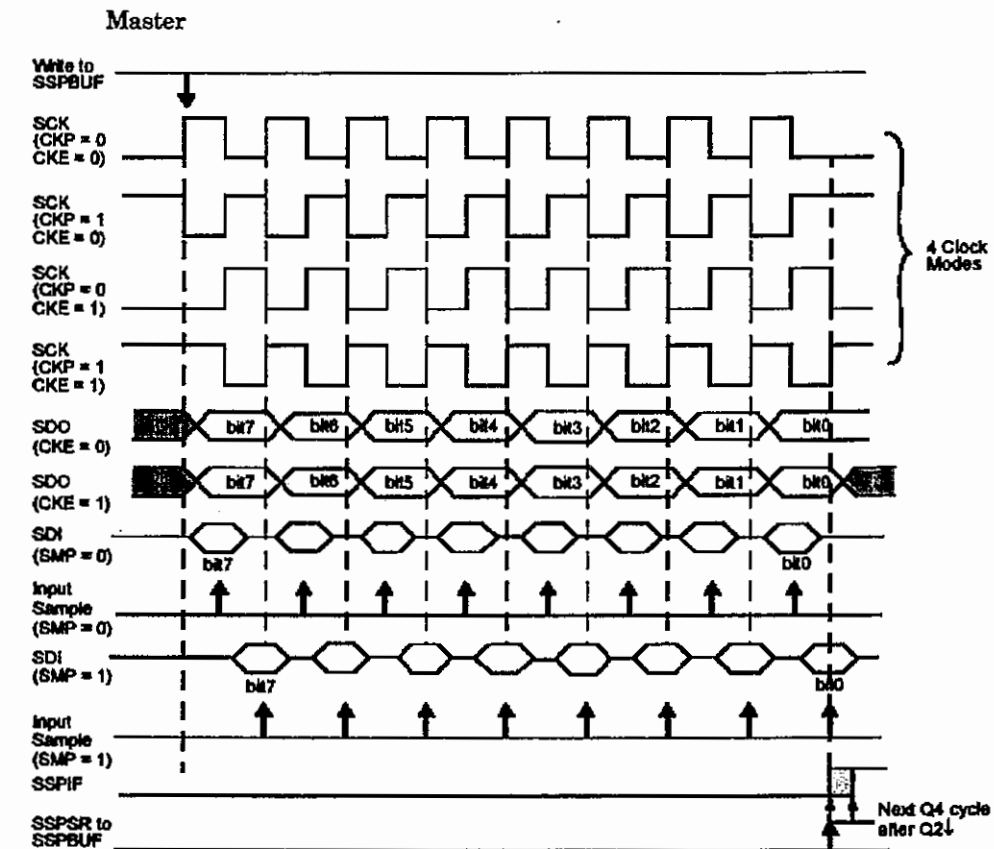 Master
Write to
SSPBUF
SCK
(CKP = 0
CKE = 0)
SCK
(CKP = 1
CKE = 0)
SCK
(CKP = 0
CKE = 1)
SCK
(CKP = 1
CKE = 1)
4 Clock
Modes
SDO
(CKE = 0)
bit7 bit6 bit5 bit4 bit3 bit2 bit1 bit0
SDO
(CKE = 1)
bit7 bit6 bit5 bit4 bit3 bit2 bit1 bit0
SDI
(SMP = 0)
bit7 bit0
Input
Sample
(SMP = 0)
SDI
(SMP = 1)
bit7 bit0
Input
Sample
(SMP = 1)
SSPIF
Next Q4 cycle
after Q2↓
SSPSR to
SSPBUF